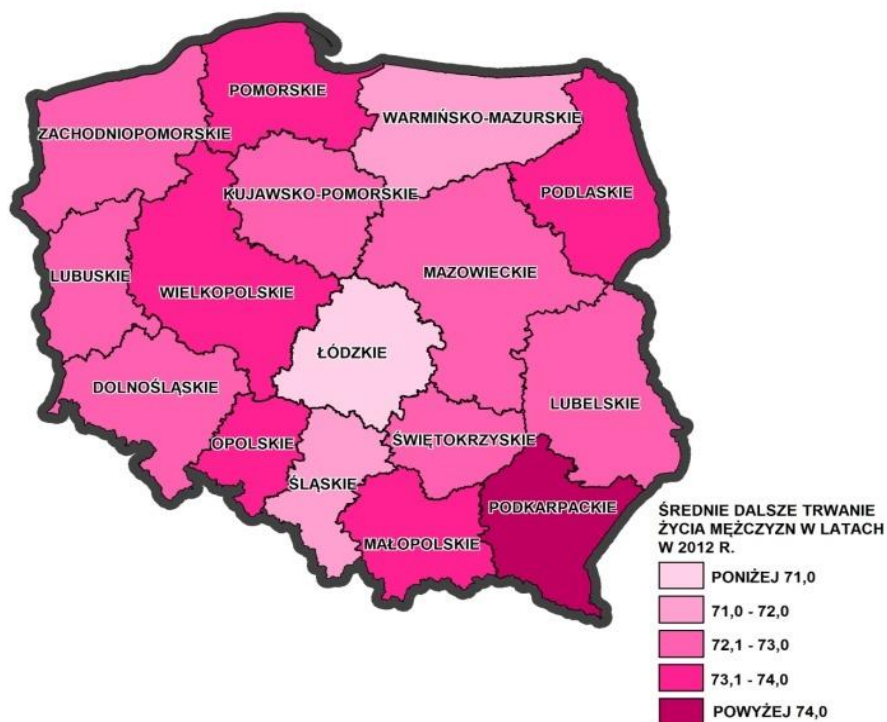 POMORSKIE
WARMIŃSKO-MAZURSKIE
ZACHODNIOPOMORSKIE
KUJAWSKO-POMORSKIE
PODLASKIE
LUBUSKIE
MAZOWIECKIE
WIELKOPOLSKIE
ŁÓDZKIE
DOLNOŚLĄSKIE
LUBELSKIE
OPOLSKIE
ŚWIĘTOKRZYSKIE
ŚLĄSKIE
PODKARPACKIE
MAŁOPOLSKIE
ŚREDNIE DALSZE TRWANIE
ŻYCIA MĘŻCZYZN W LATACH
W 2012 R.
PONIŻEJ 71,0
71,0 - 72,0
72,1 - 73,0
73,1 - 74,0
POWYŻEJ 74,0